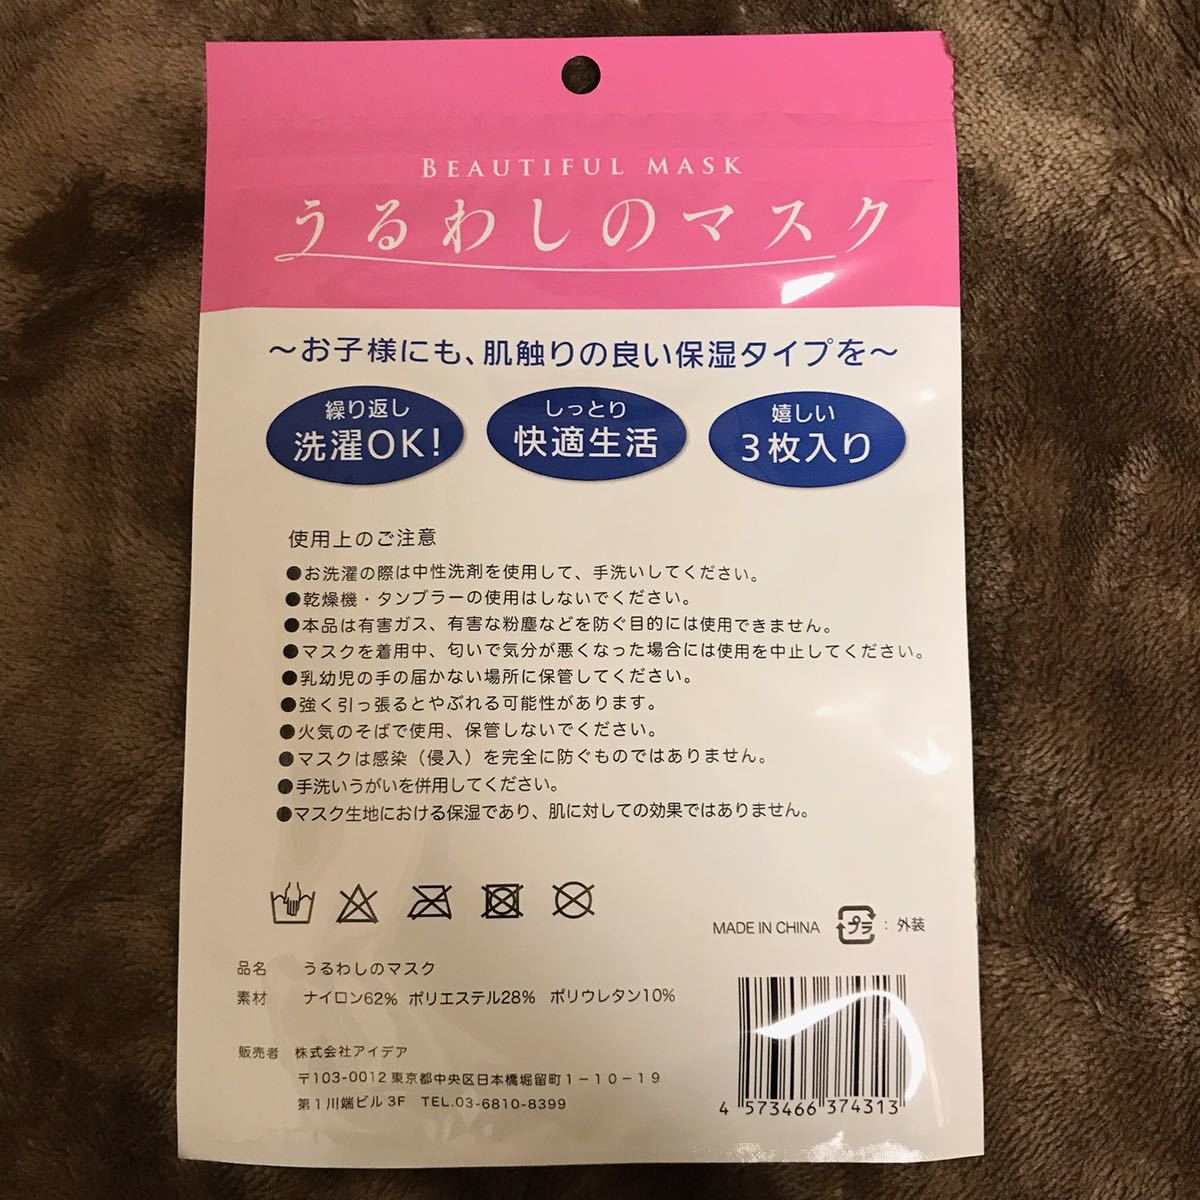 BEAUTIFUL MASK
うるわしのマスク
～お子様にも、肌触りの良い保湿タイプを～
繰り返し
洗濯OK!
しっとり
快適生活
嬉しい
3枚入り
使用上のご注意
●お洗濯の際は中性洗剤を使用して、手洗いしてください。
●乾燥機・タンブラーの使用はしないでください。
●本品は有害ガス、有害な粉塵などを防ぐ目的には使用できません。
●マスクを着用中、匂いで気分が悪くなった場合には使用を中止してください。
●乳幼児の手の届かない場所に保管してください。
●強く引っ張るとやぶれる可能性があります。
●火気のそばで使用、保管しないでください。
●マスクは感染（侵入）を完全に防ぐものではありません。
●手洗いうがいを併用してください。
●マスク生地における保湿であり、肌に対しての効果ではありません。
MADE IN CHINA プラ : 外装
品名 うるわしのマスク
素材 ナイロン62% ポリエステル28% ポリウレタン10%
販売者 株式会社アイデア
〒103-0012 東京都中央区日本橋堀留町1-10-19
第1川端ビル3F TEL.03-6810-8399
4 573466 374313